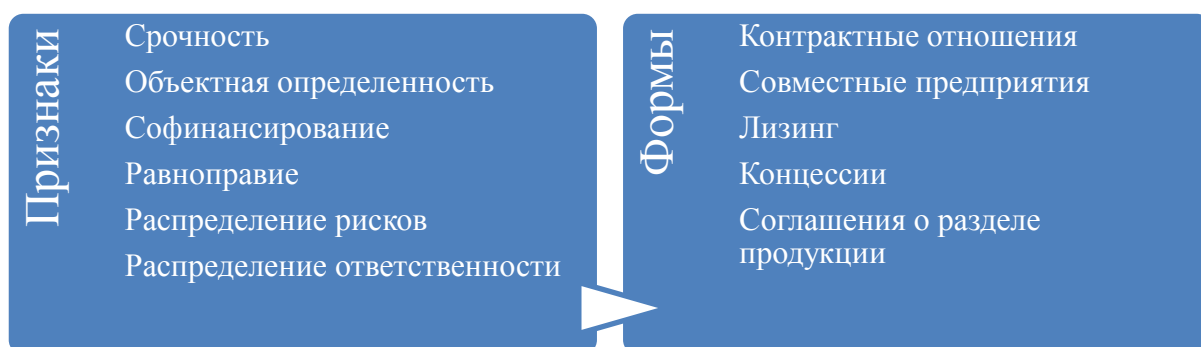 Признаки
Срочность
Объектная определенность
Софинансирование
Равноправие
Распределение рисков
Распределение ответственности
Формы
Контрактные отношения
Совместные предприятия
Лизинг
Концессии
Соглашения о разделе
продукции